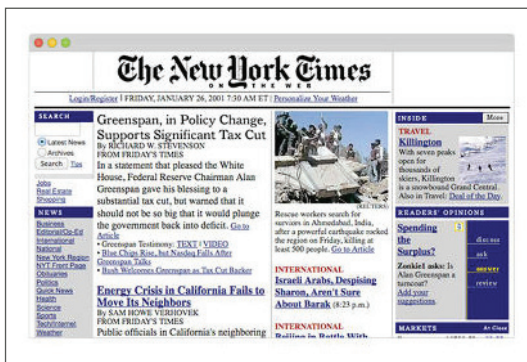 The New York Times
ON THE WEB
Login/Register | FRIDAY, JANUARY 26, 2001 7:30 AM ET | Personalize Your Weather
SEARCH
Latest News
Archives
Search Tips
Jobs
Real Estate
Shopping
NEWS
Business
Editorial/Op-Ed
International
National
New York Region
NYT Front Page
Obituaries
Politics
Quick News
Health
Science
Sports
Tech/Internet
Weather
Greenspan, in Policy Change,
Supports Significant Tax Cut
By RICHARD W. STEVENSON
FROM FRIDAY'S TIMES
In a statement that pleased the White
House, Federal Reserve Chairman Alan
Greenspan gave his blessing to a
substantial tax cut, but warned that it
should not be so big that it would plunge
the government back into deficit. Go to
Article
• Greenspan Testimony: TEXT | VIDEO
• Blue Chips Rise, but Nasdaq Falls After
Greenspan Talks
• Bush Welcomes Greenspan as Tax Cut Backer
Energy Crisis in California Fails to
Move Its Neighbors
By SAM HOWE VERHOVEK
FROM FRIDAY'S TIMES
Public officials in California's neighboring
(REUTERS)
Rescue workers search for
survivors in Ahmedabad, India,
after a powerful earthquake rocked
the region on Friday, killing at
least 500 people. Go to Article
INTERNATIONAL
Israeli Arabs, Despising
Sharon, Aren't Sure
About Barak (8:23 p.m.)
INTERNATIONAL
Beijing in Battle With
INSIDE
More
TRAVEL
Killington
With seven peaks
open for
thousands of
skiers, Killington
is a snowboard Grand Central.
Also in Travel: Deal of the Day.
READERS' OPINIONS
Spending
the
Surplus?
Zonkie1 asks: Is
Alan Greenspan a
turncoat?
Add your
suggestions.
discuss
ask
answer
review
MARKETS
At Close